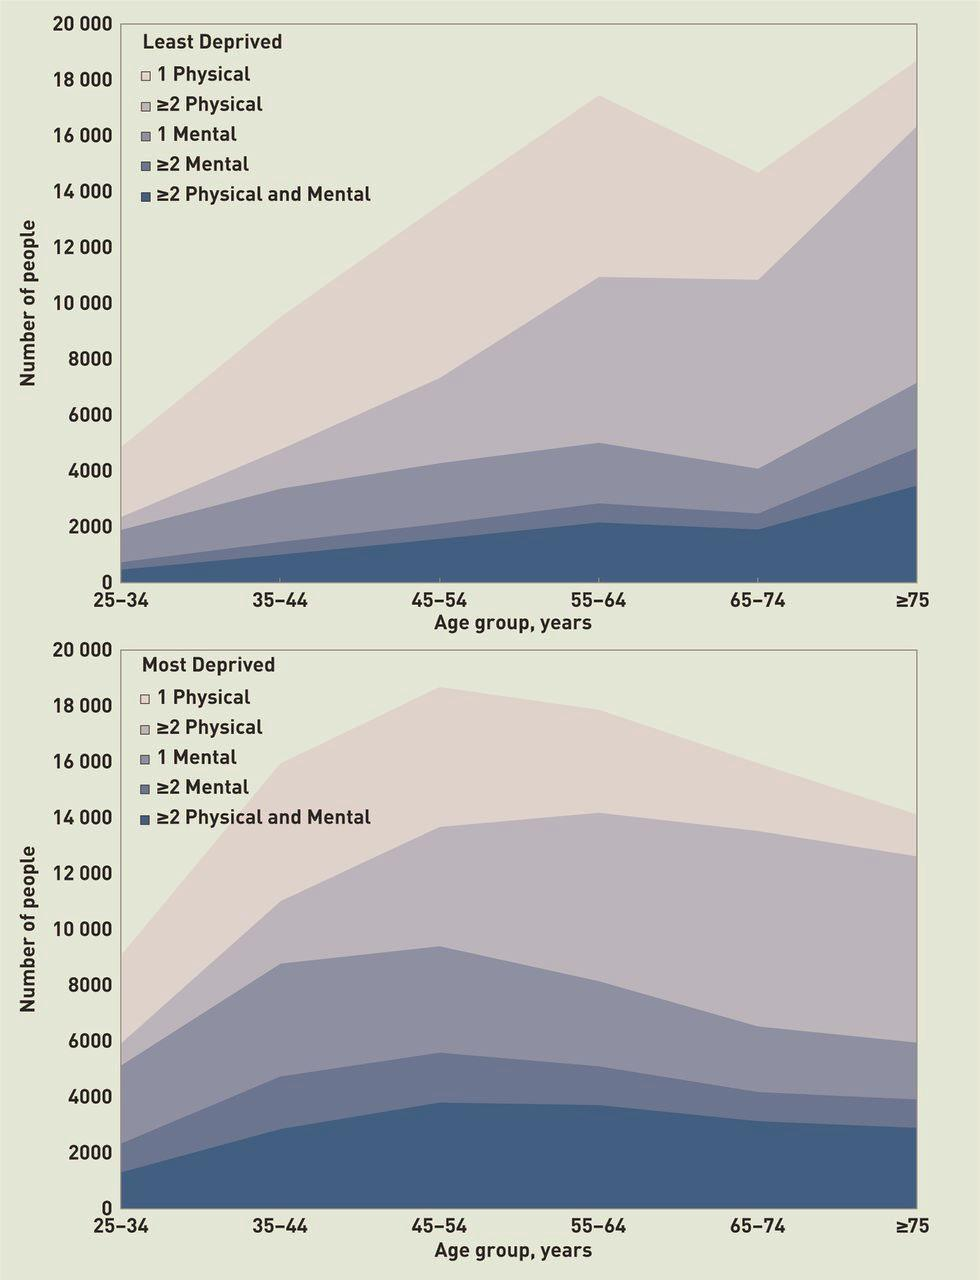 20 000
Least Deprived
18 000
1 Physical
≥2 Physical
16 000
1 Mental
≥2 Mental
14 000
≥2 Physical and Mental
12 000
10 000
8000
6000
4000
2000
0
Number of people
25–34 35–44 45–54 55–64 65–74 ≥75
Age group, years
20 000
Most Deprived
18 000
1 Physical
≥2 Physical
16 000
1 Mental
≥2 Mental
14 000
≥2 Physical and Mental
12 000
10 000
8000
6000
4000
2000
0
Number of people
25–34 35–44 45–54 55–64 65–74 ≥75
Age group, years